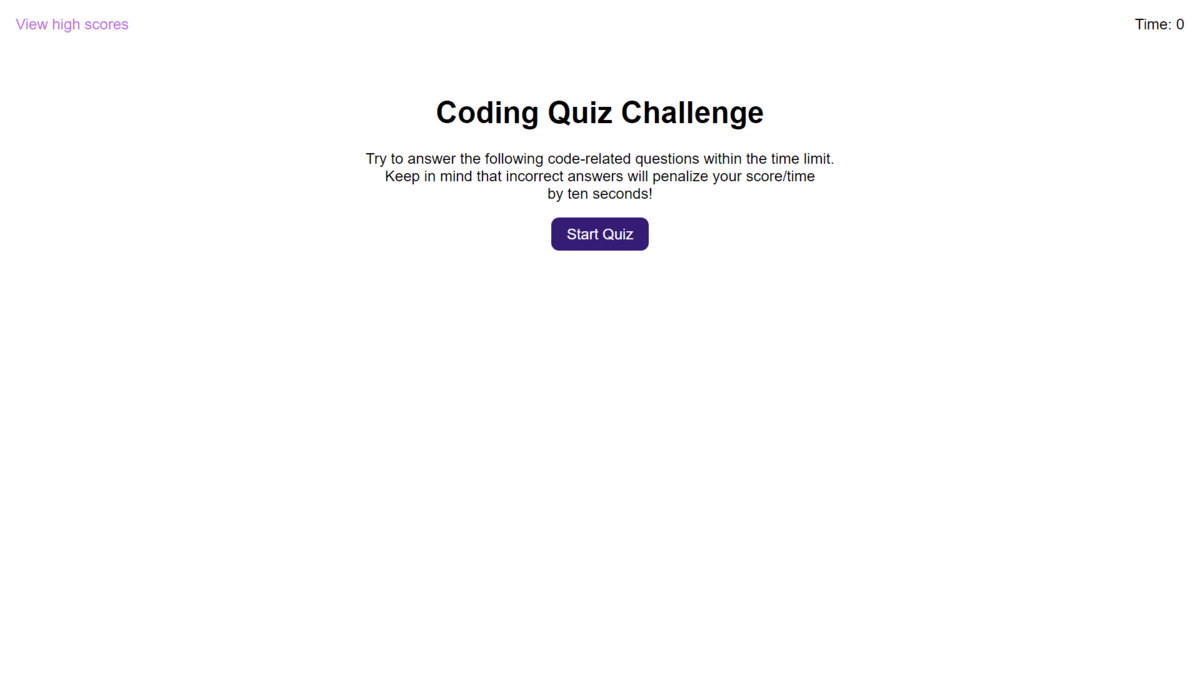 View high scores
Time: 0
Coding Quiz Challenge
Try to answer the following code-related questions within the time limit.
Keep in mind that incorrect answers will penalize your score/time
by ten seconds!
Start Quiz